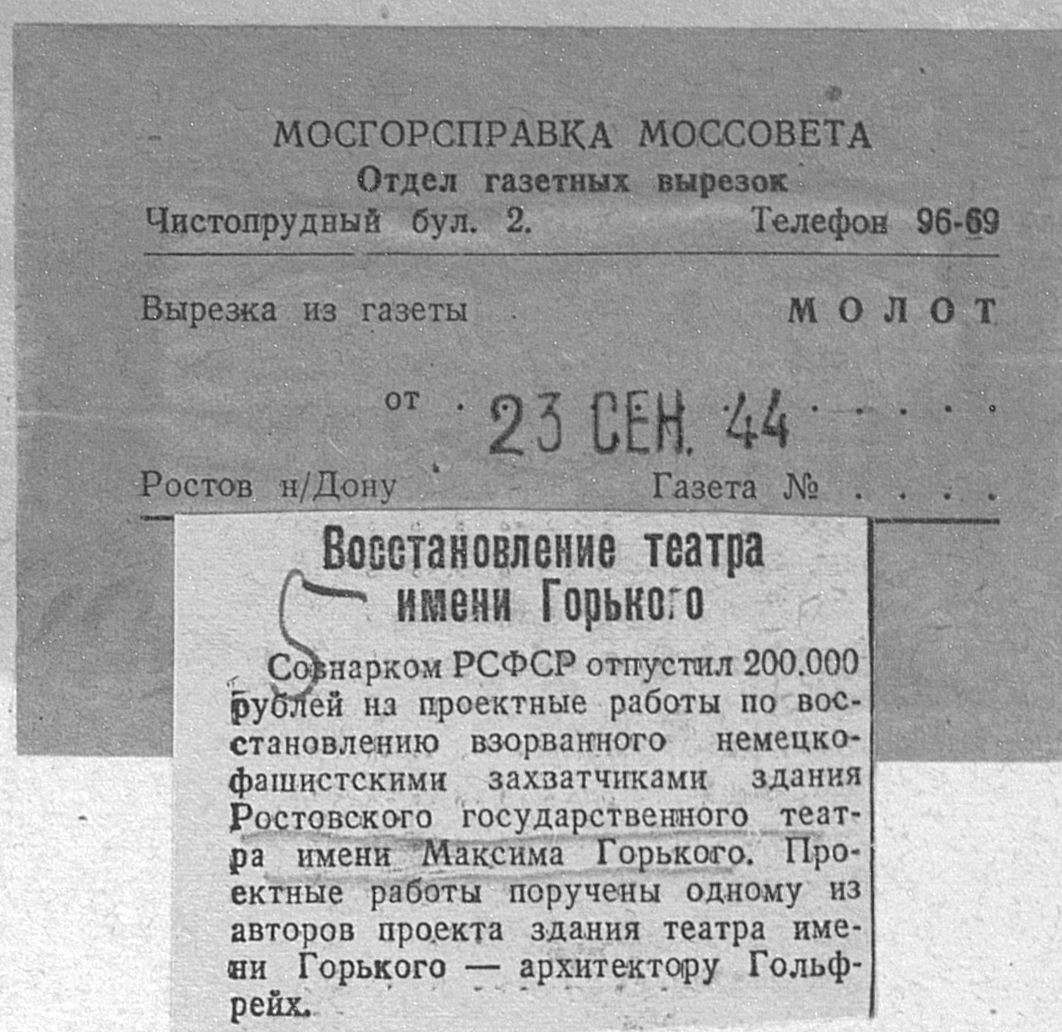 МОСГОРСПРАВКА МОССОВЕТА
Отдел газетных вырезок
Чистопрудный бул. 2. Телефон 96-69
Вырезка из газеты МОЛОТ
от . 23 СЕН. 44 . . . . .
Ростов н/Дону Газета № . . . .
Восстановление театра
имени Горького
Совнарком РСФСР отпустил 200.000
рублей на проектные работы по вос-
становлению взорванного немецко-
фашистскими захватчиками здания
Ростовского государственного теат-
ра имени Максима Горького. Про-
ектные работы поручены одному из
авторов проекта здания театра име-
ни Горького — архитектору Гольф-
рейх.